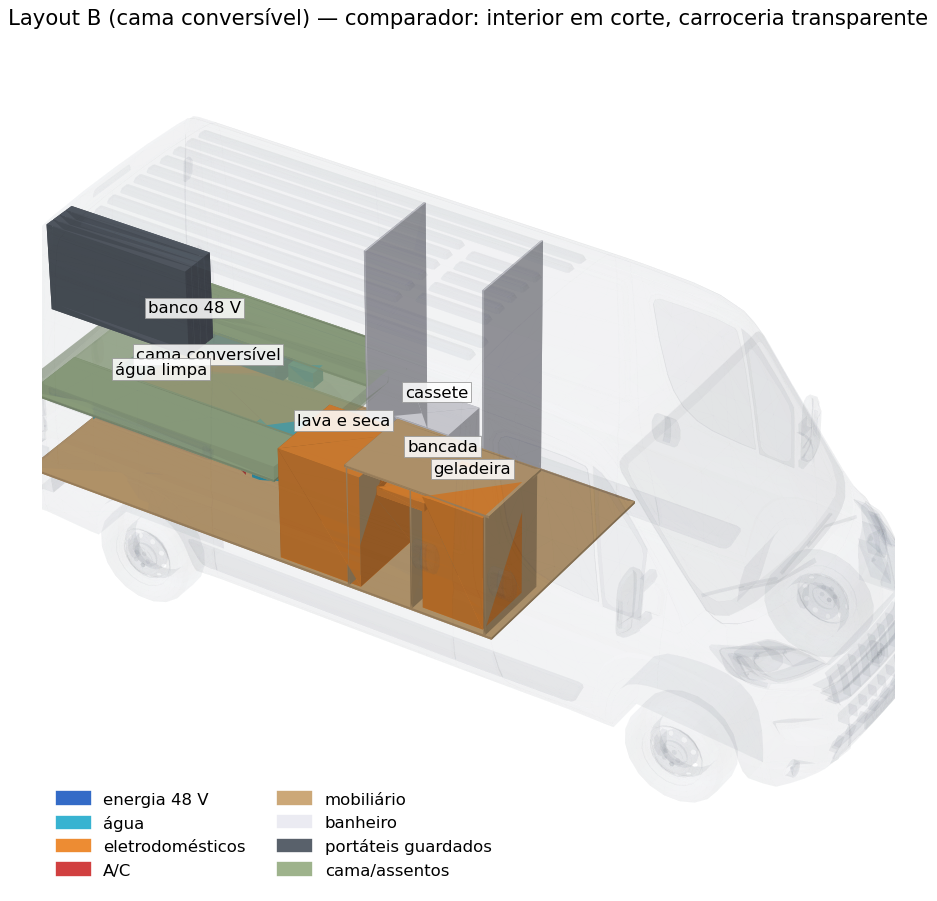 Layout B (cama conversível) — comparador: interior em corte, carroceria transparente
banco 48 V
cama conversível
água limpa
cassete
lava e seca
bancada
geladeira
energia 48 V
água
eletrodomésticos
A/C
mobiliário
banheiro
portáteis guardados
cama/assentos